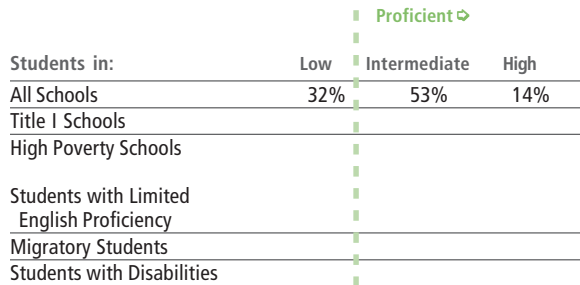 Proficient ➪
Students in: Low Intermediate High
All Schools 32% 53% 14%
Title I Schools
High Poverty Schools
Students with Limited
English Proficiency
Migratory Students
Students with Disabilities